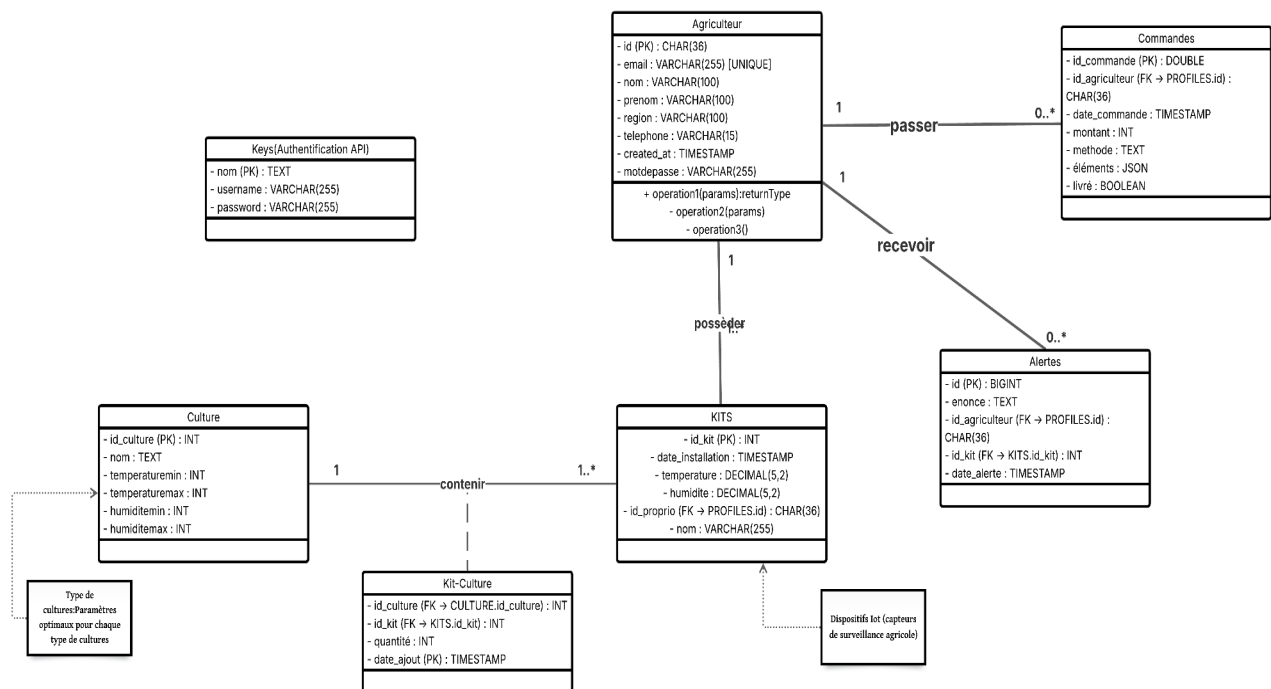 Agriculteur
- id (PK) : CHAR(36)
- email : VARCHAR(255) [UNIQUE]
- nom : VARCHAR(100)
- prenom : VARCHAR(100)
- region : VARCHAR(100)
- telephone : VARCHAR(15)
- created_at : TIMESTAMP
- motdepasse : VARCHAR(255)
+ operation1(params):returnType
- operation2(params)
- operation3()
Commandes
- id_commande (PK) : DOUBLE
- id_agriculteur (FK → PROFILES.id) :
CHAR(36)
- date_commande : TIMESTAMP
- montant : INT
- methode : TEXT
- éléments : JSON
- livré : BOOLEAN
1
passer
0..*
Keys(Authentification API)
- nom (PK) : TEXT
- username : VARCHAR(255)
- password : VARCHAR(255)
1
recevoir
0..*
1
possèder
1..*
Alertes
- id (PK) : BIGINT
- enonce : TEXT
- id_agriculteur (FK → PROFILES.id) :
CHAR(36)
- id_kit (FK → KITS.id_kit) : INT
- date_alerte : TIMESTAMP
Culture
- id_culture (PK) : INT
- nom : TEXT
- temperaturemin : INT
- temperaturemax : INT
- humiditemin : INT
- humiditemax : INT
1
contenir
1..*
KITS
- id_kit (PK) : INT
- date_installation : TIMESTAMP
- temperature : DECIMAL(5,2)
- humidite : DECIMAL(5,2)
- id_proprio (FK → PROFILES.id) : CHAR(36)
- nom : VARCHAR(255)
Kit-Culture
- id_culture (FK → CULTURE.id_culture) : INT
- id_kit (FK → KITS.id_kit) : INT
- quantité : INT
- date_ajout (PK) : TIMESTAMP
Type de
cultures:Paramètres
optimaux pour chaque
type de cultures
Dispositifs Iot (capteurs
de surveillance agricole)